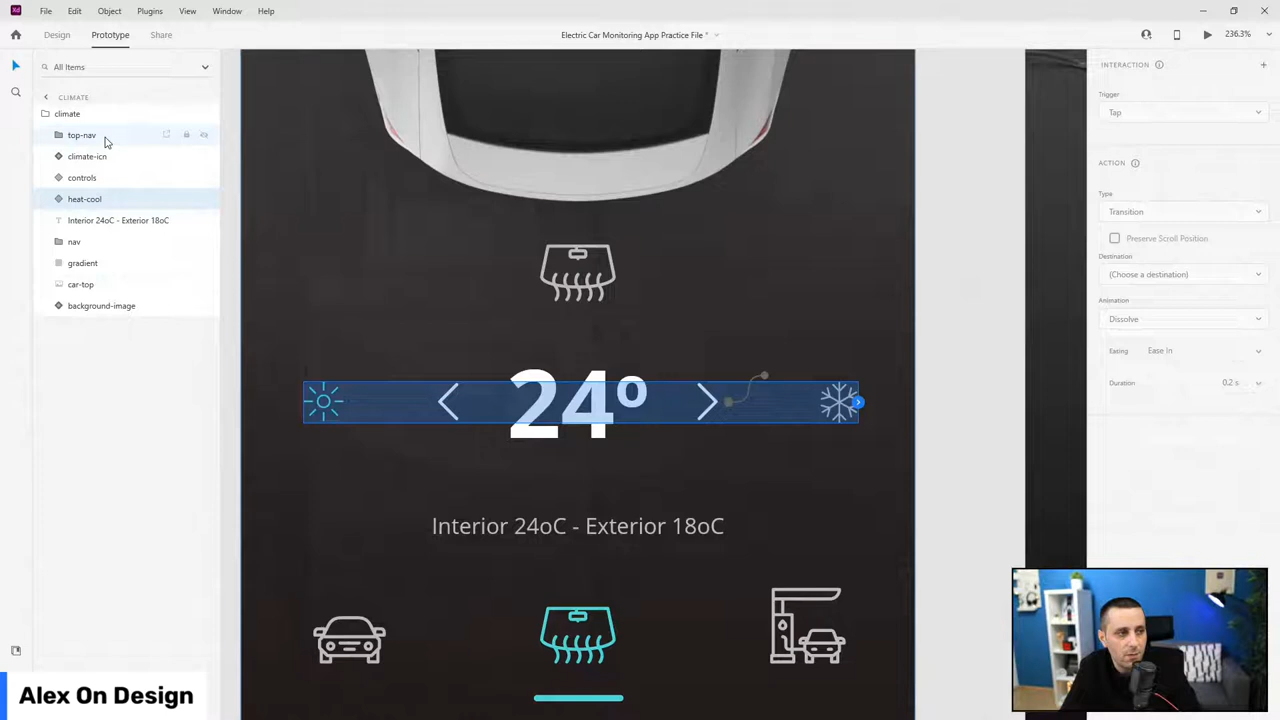 File Edit Object Plugins View Window Help
Design Prototype Share
Electric Car Monitoring App Practice File *
236.3%
All Items
CLIMATE
climate
top-nav
climate-icn
controls
heat-cool
Interior 24oC - Exterior 18oC
nav
gradient
car-top
background-image
24º
Interior 24oC - Exterior 18oC
INTERACTION
Trigger
Tap
ACTION
Type
Transition
Preserve Scroll Position
Destination
(Choose a destination)
Animation
Dissolve
Easing Ease In
Duration 0.2 s
Alex On Design